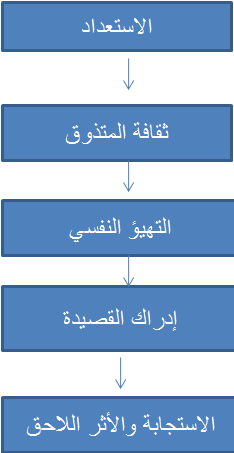 الاستعداد
ثقافة المتذوق
التهيؤ النفسي
إدراك القصيدة
الاستجابة والأثر اللاحق